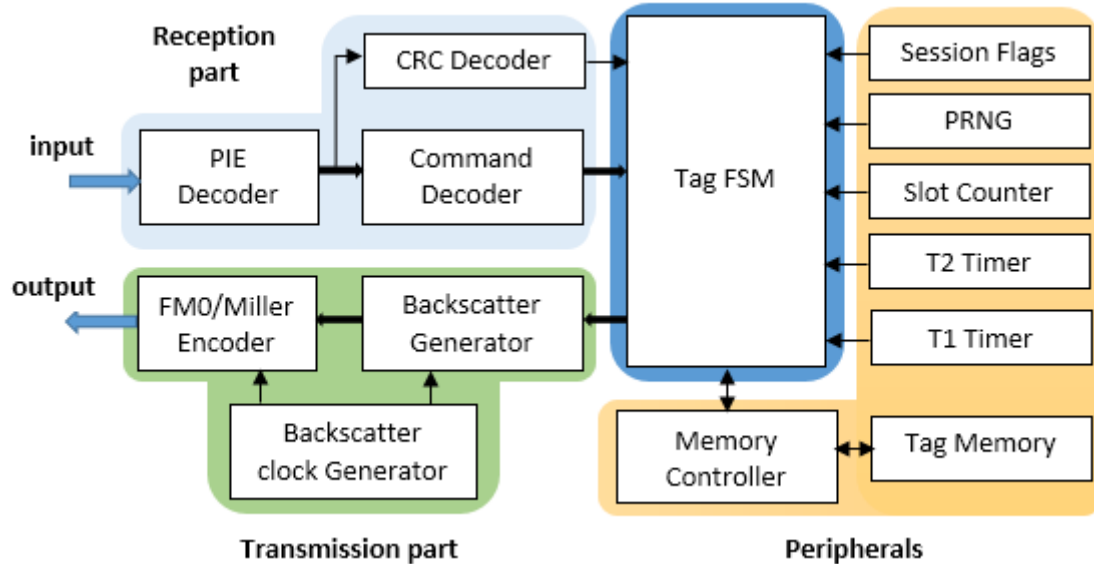 Reception
part
CRC Decoder
input
PIE
Decoder
Command
Decoder
Tag FSM
Session Flags
PRNG
Slot Counter
T2 Timer
T1 Timer
output
FM0/Miller
Encoder
Backscatter
Generator
Backscatter
clock Generator
Memory
Controller
Tag Memory
Transmission part
Peripherals